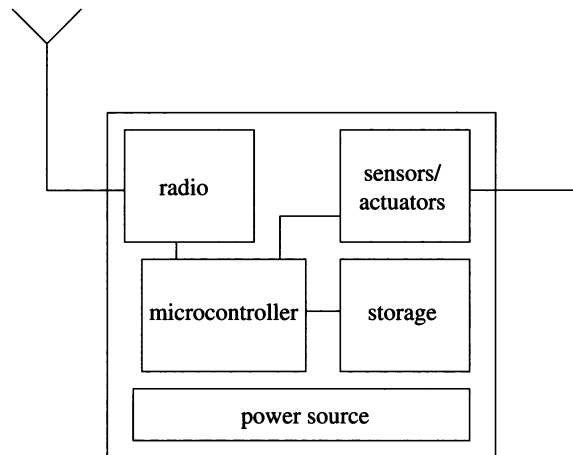 radio
sensors/
actuators
microcontroller
storage
power source